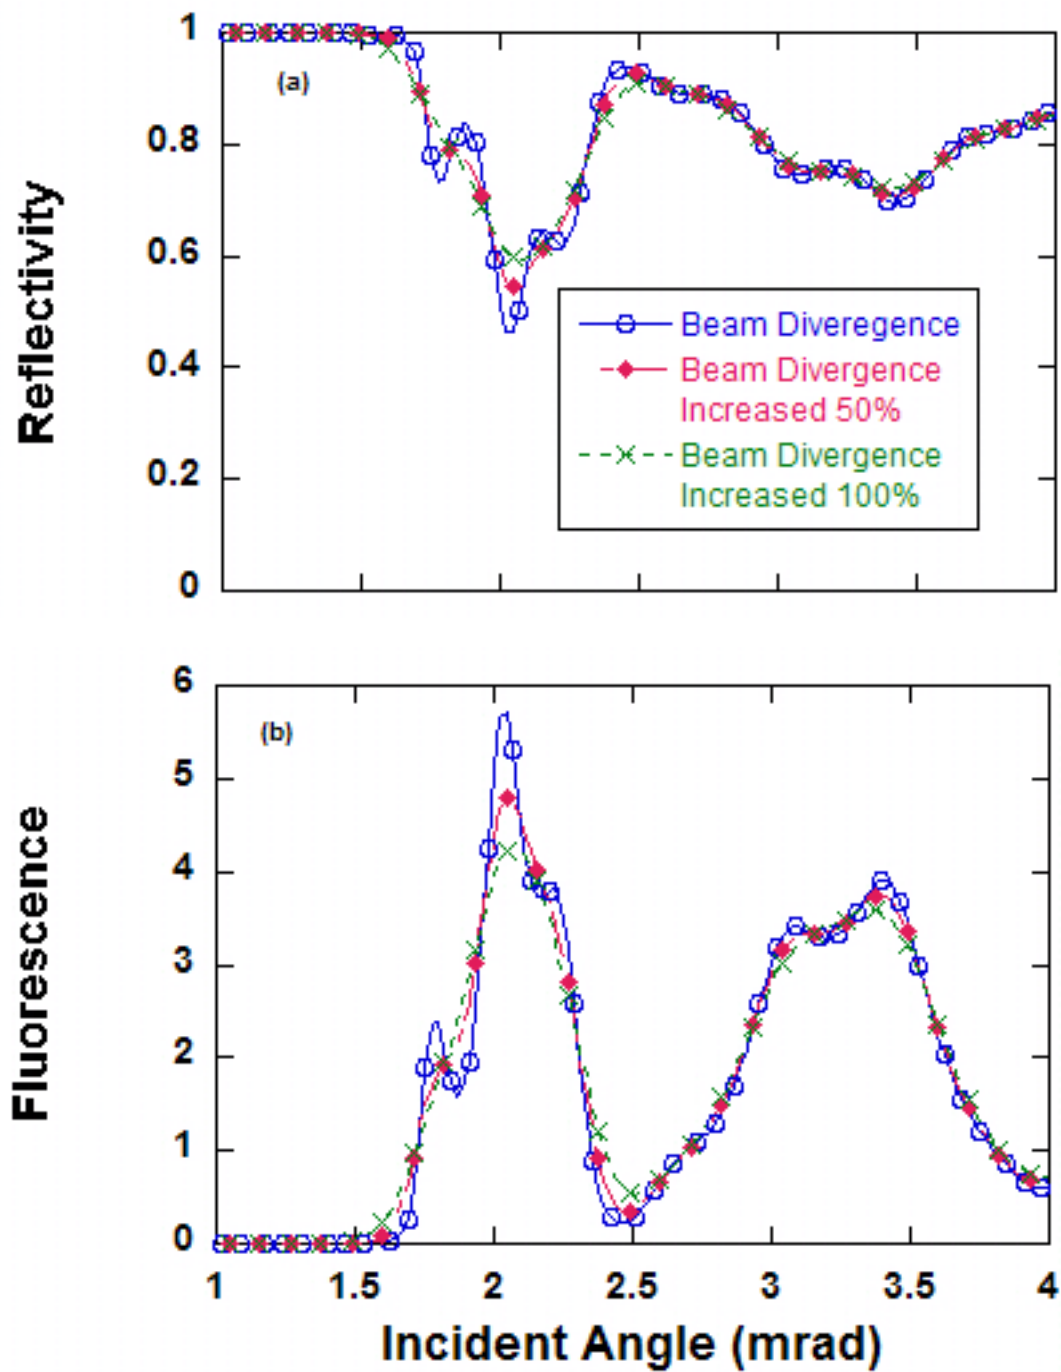 1
0.8
0.6
0.4
0.2
0
(a)
Reflectivity
Beam Diveregence
Beam Divergence
Increased 50%
Beam Divergence
Increased 100%
6
5
4
3
2
1
0
(b)
Fluorescence
1 1.5 2 2.5 3 3.5 4
Incident Angle (mrad)